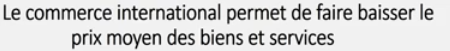 Le commerce international permet de faire baisser le
prix moyen des biens et services